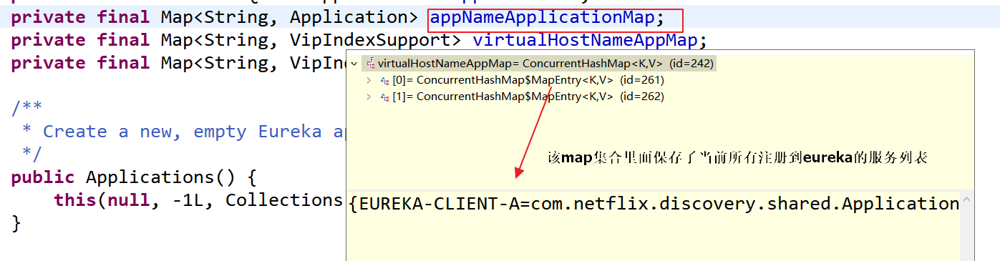 private final Map<String, Application> appNameApplicationMap;
private final Map<String, VipIndexSupport> virtualHostNameAppMap;
private final Map<String, VipInd
virtualHostNameAppMap= ConcurrentHashMap<K,V> (id=242)
[0]= ConcurrentHashMap$MapEntry<K,V> (id=261)
[1]= ConcurrentHashMap$MapEntry<K,V> (id=262)
/**
* Create a new, empty Eureka ap
*/
该map集合里面保存了当前所有注册到eureka的服务列表
public Applications() {
this(null, -1L, Collections
{EUREKA-CLIENT-A=com.netflix.discovery.shared.Application
}